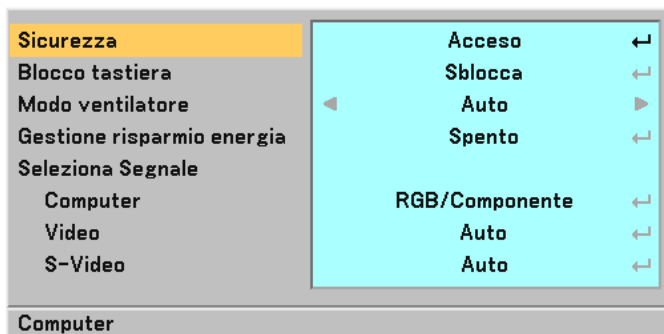 Sicurezza Acceso
Blocco tastiera Sblocca
Modo ventilatore Auto
Gestione risparmio energia Spento
Seleziona Segnale
Computer RGB/Componente
Video Auto
S-Video Auto
Computer